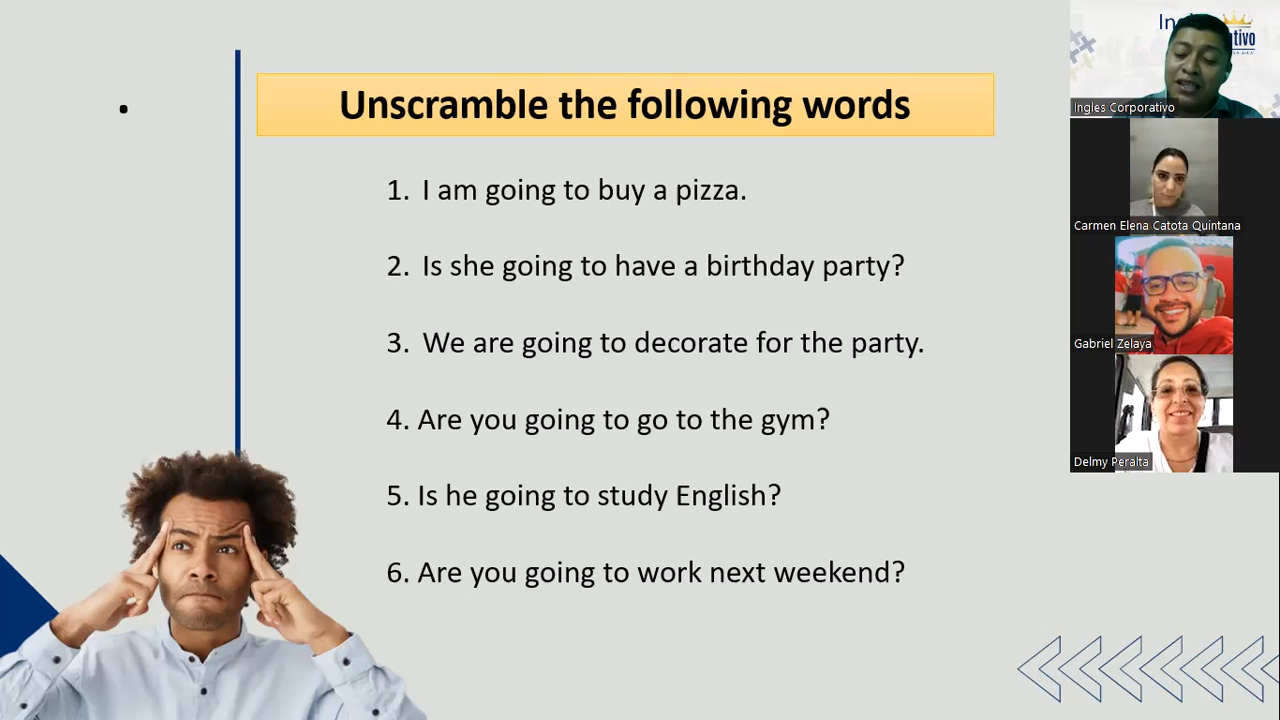 Unscramble the following words
1. I am going to buy a pizza.
2. Is she going to have a birthday party?
3. We are going to decorate for the party.
4. Are you going to go to the gym?
5. Is he going to study English?
6. Are you going to work next weekend?
Ingles Corporativo
Carmen Elena Catota Quintana
Gabriel Zelaya
Delmy Peralta